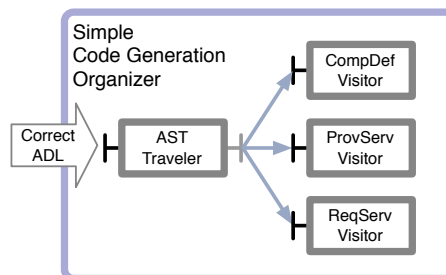 Simple
Code Generation
Organizer
Correct
ADL
AST
Traveler
CompDef
Visitor
ProvServ
Visitor
ReqServ
Visitor